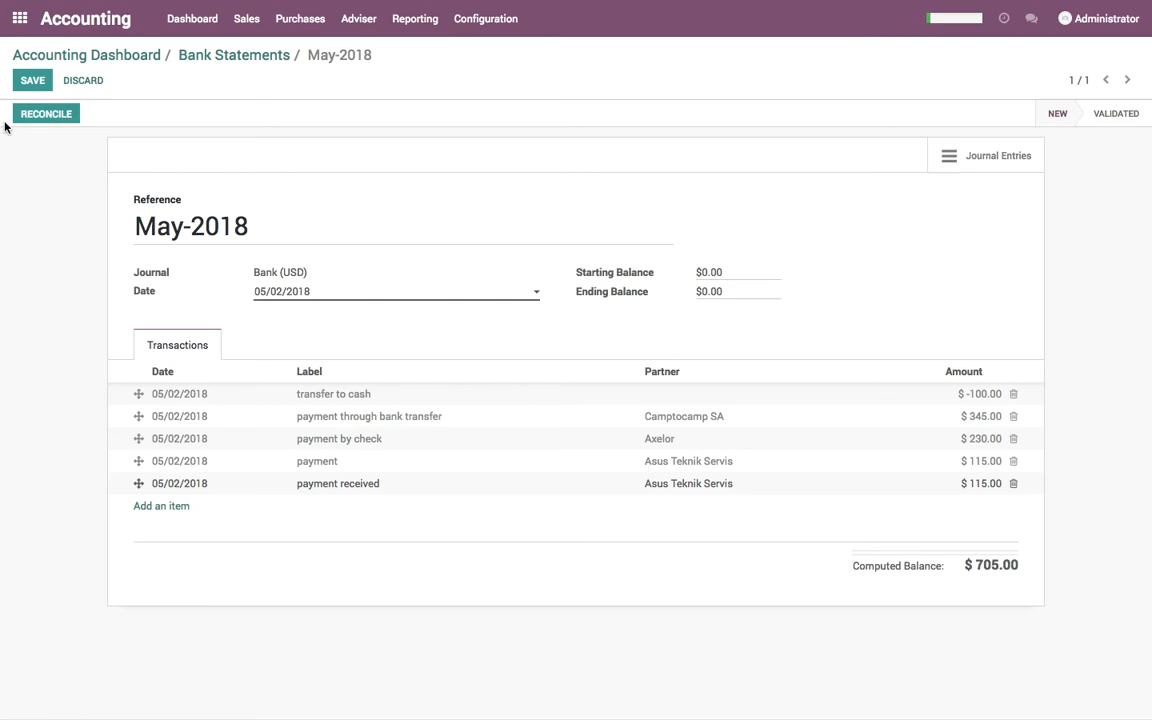 Accounting Dashboard Sales Purchases Adviser Reporting Configuration Administrator
Accounting Dashboard / Bank Statements / May-2018
SAVE DISCARD 1 / 1
RECONCILE NEW VALIDATED
Journal Entries
Reference
May-2018
Journal Bank (USD) Starting Balance $0.00
Date 05/02/2018 Ending Balance $0.00
Transactions
Date Label Partner Amount
05/02/2018 transfer to cash $ -100.00
05/02/2018 payment through bank transfer Camptocamp SA $ 345.00
05/02/2018 payment by check Axelor $ 230.00
05/02/2018 payment Asus Teknik Servis $ 115.00
05/02/2018 payment received Asus Teknik Servis $ 115.00
Add an item
Computed Balance: $ 705.00